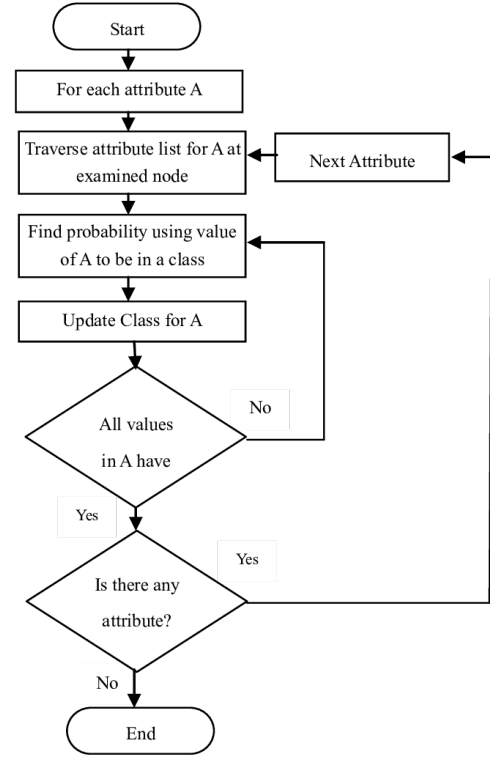 Start
For each attribute A
Traverse attribute list for A at
examined node
Next Attribute
Find probability using value
of A to be in a class
Update Class for A
All values
in A have
No
Yes
Is there any
attribute?
Yes
No
End